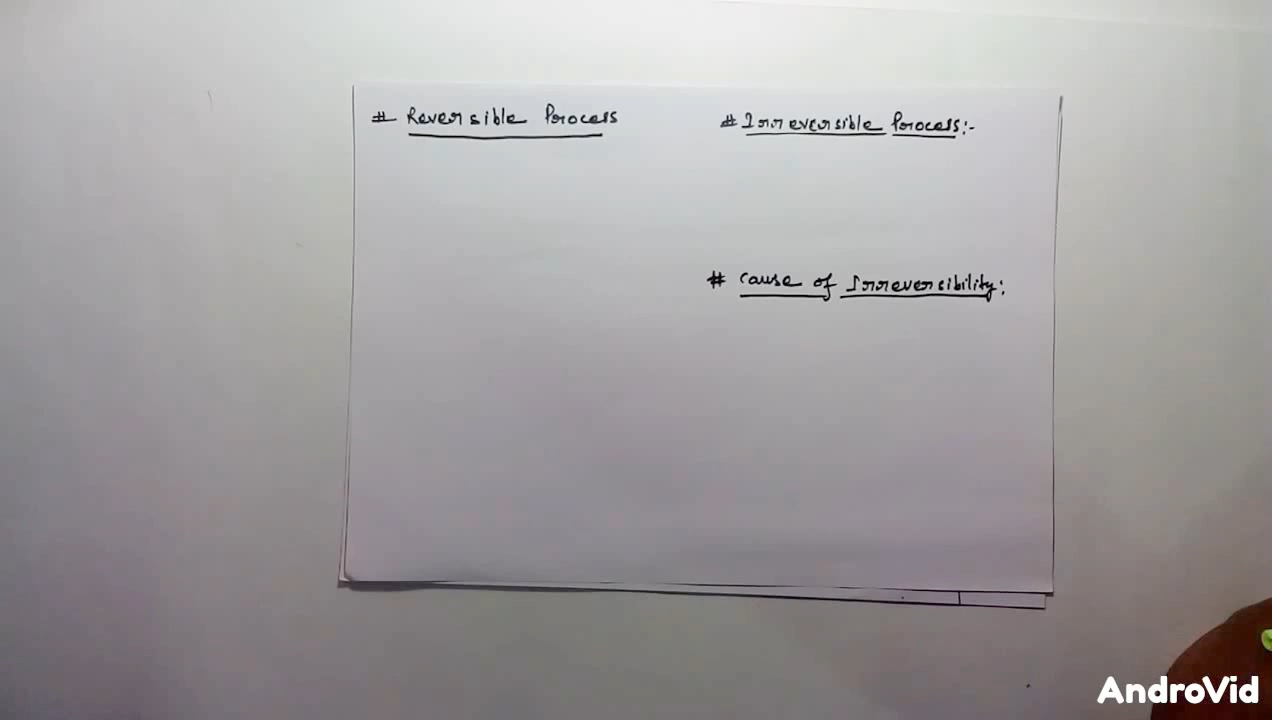 # Reversible Process
# Irreversible Process:-
# Cause of Irreversibility:
AndroVid